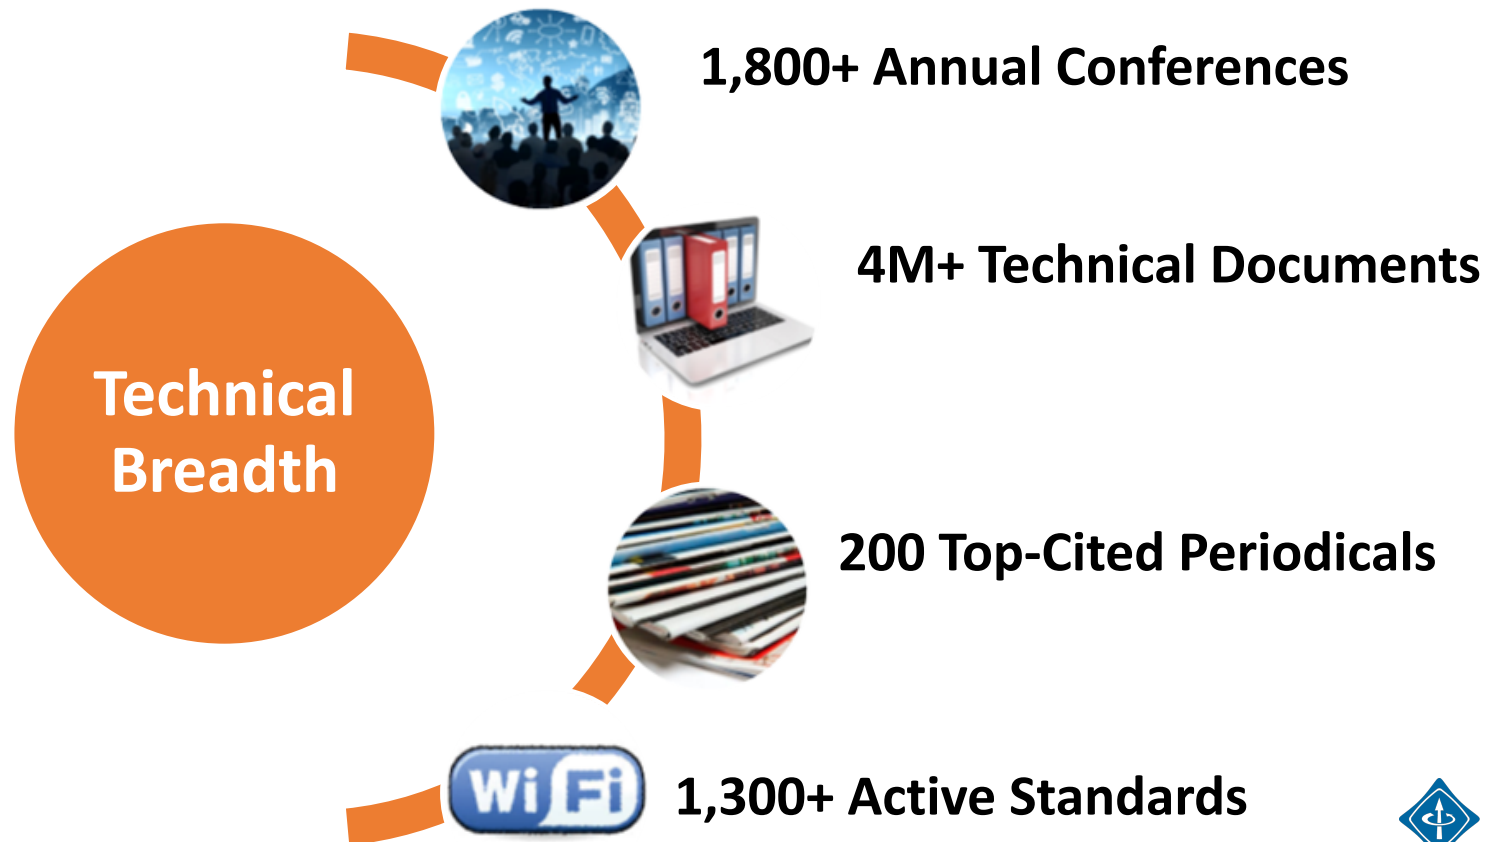 1,800+ Annual Conferences
4M+ Technical Documents
Technical
Breadth
200 Top-Cited Periodicals
Wi Fi
1,300+ Active Standards